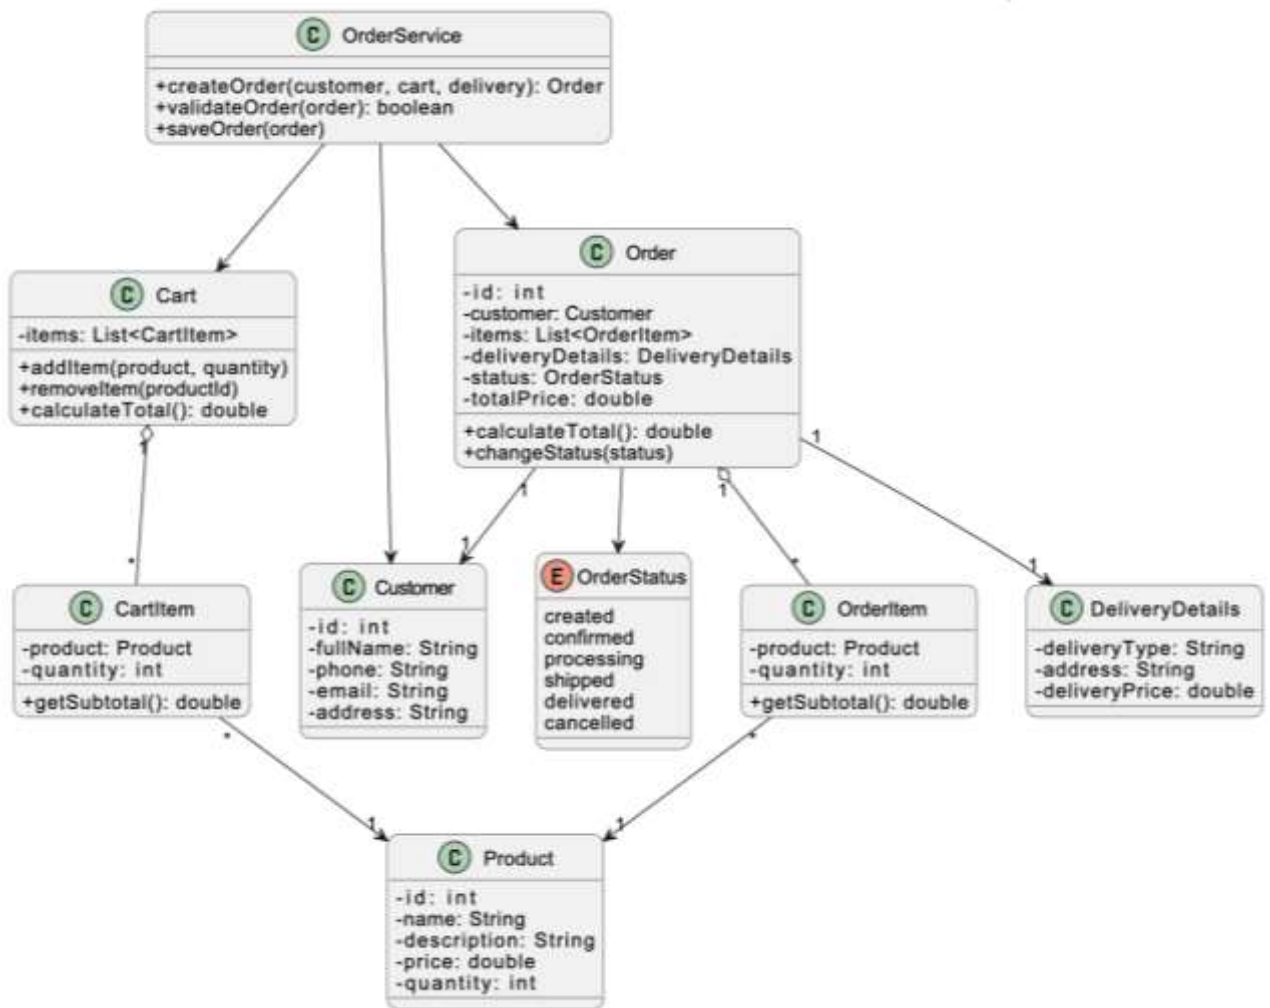 C OrderService
+createOrder(customer, cart, delivery): Order
+validateOrder(order): boolean
+saveOrder(order)
C Cart
-items: List<CartItem>
+addItem(product, quantity)
+removeItem(productId)
+calculateTotal(): double
C Order
-id: int
-customer: Customer
-items: List<OrderItem>
-deliveryDetails: DeliveryDetails
-status: OrderStatus
-totalPrice: double
+calculateTotal(): double
+changeStatus(status)
1
*
1
1
1
*
1
1
C CartItem
-product: Product
-quantity: int
+getSubtotal(): double
C Customer
-id: int
-fullName: String
-phone: String
-email: String
-address: String
E OrderStatus
created
confirmed
processing
shipped
delivered
cancelled
C OrderItem
-product: Product
-quantity: int
+getSubtotal(): double
C DeliveryDetails
-deliveryType: String
-address: String
-deliveryPrice: double
*
1
*
1
C Product
-id: int
-name: String
-description: String
-price: double
-quantity: int